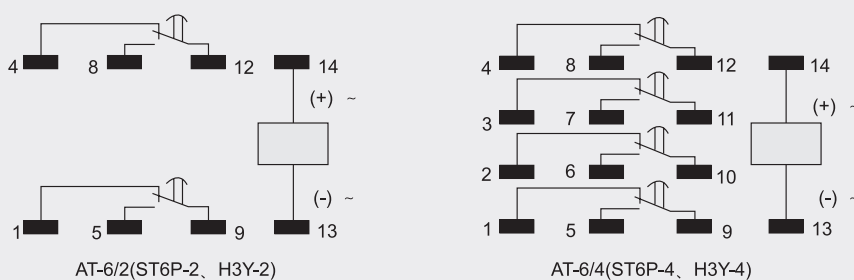 4 8 12 14
(+) ~
(-) ~
1 5 9 13
AT-6/2(ST6P-2、H3Y-2)
4 8 12 14
(+) ~
3 7 11
2 6 10
(-) ~
1 5 9 13
AT-6/4(ST6P-4、H3Y-4)